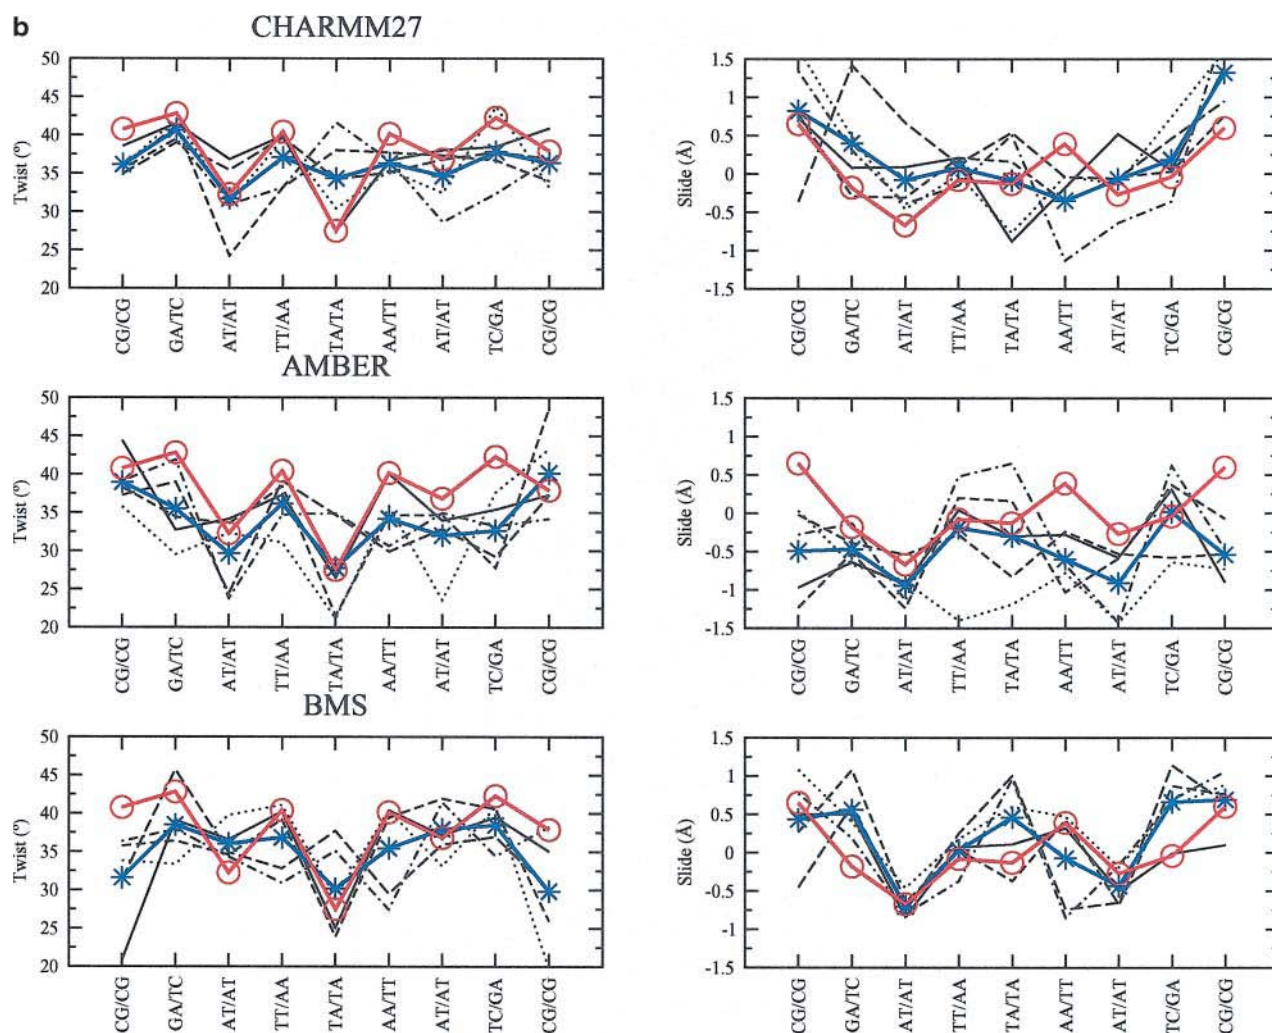 b
CHARMM27
50
45
40
35
30
25
20
Twist (º)
CG/CG
GA/TC
AT/AT
TT/AA
TA/TA
AA/TT
AT/AT
TC/GA
CG/CG
1.5
1
0.5
0
-0.5
-1
-1.5
Slide (Å)
CG/CG
GA/TC
AT/AT
TT/AA
TA/TA
AA/TT
AT/AT
TC/GA
CG/CG
AMBER
50
45
40
35
30
25
20
Twist (º)
CG/CG
GA/TC
AT/AT
TT/AA
TA/TA
AA/TT
AT/AT
TC/GA
CG/CG
1.5
1
0.5
0
-0.5
-1
-1.5
Slide (Å)
CG/CG
GA/TC
AT/AT
TT/AA
TA/TA
AA/TT
AT/AT
TC/GA
CG/CG
BMS
50
45
40
35
30
25
20
Twist (º)
CG/CG
GA/TC
AT/AT
TT/AA
TA/TA
AA/TT
AT/AT
TC/GA
CG/CG
1.5
1
0.5
0
-0.5
-1
-1.5
Slide (Å)
CG/CG
GA/TC
AT/AT
TT/AA
TA/TA
AA/TT
AT/AT
TC/GA
CG/CG